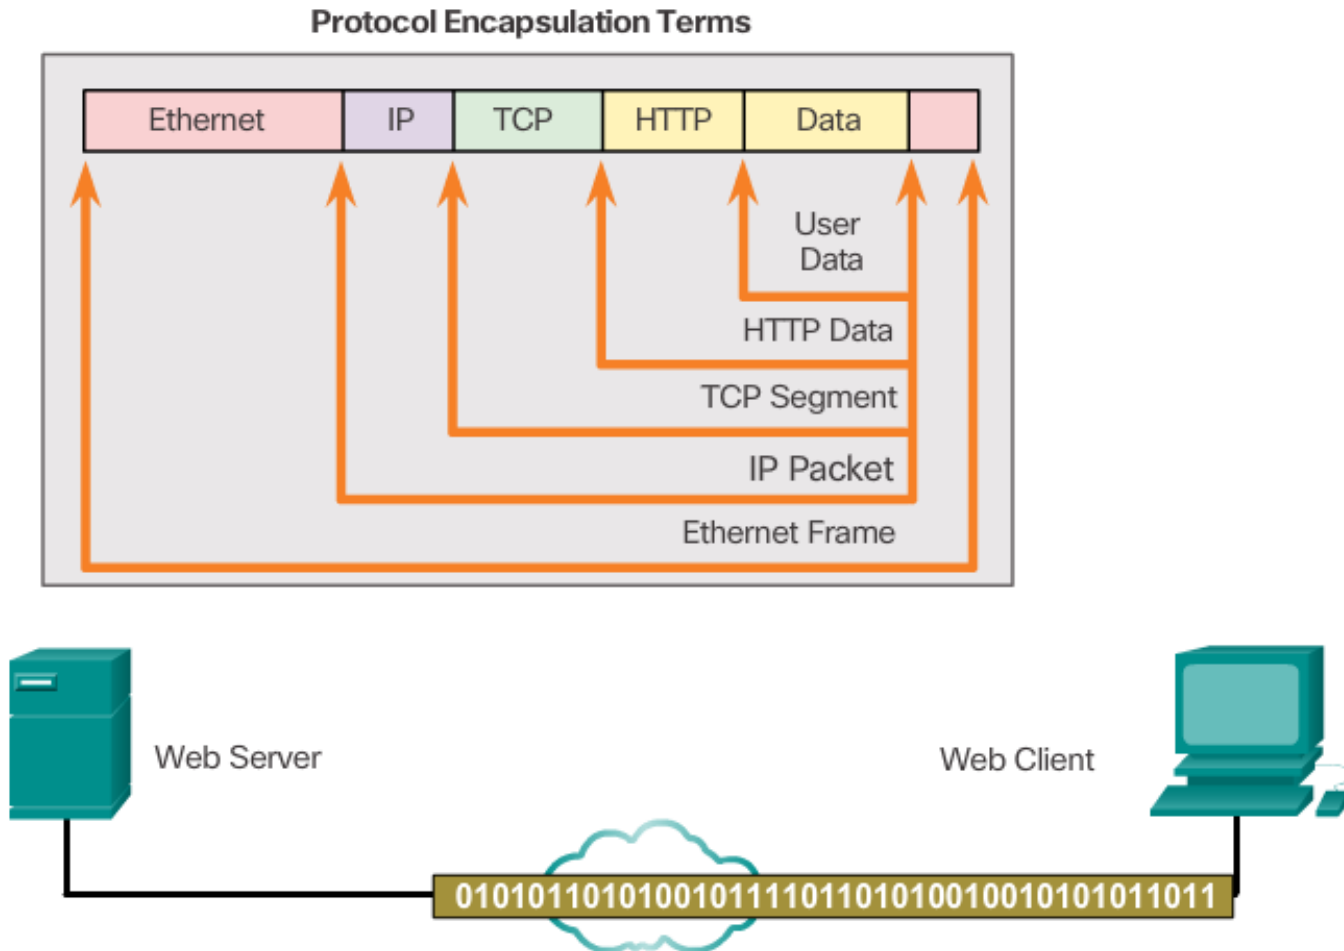 Protocol Encapsulation Terms
Ethernet IP TCP HTTP Data
User
Data
HTTP Data
TCP Segment
IP Packet
Ethernet Frame
Web Server
Web Client
010101101010010111101101010010010101011011